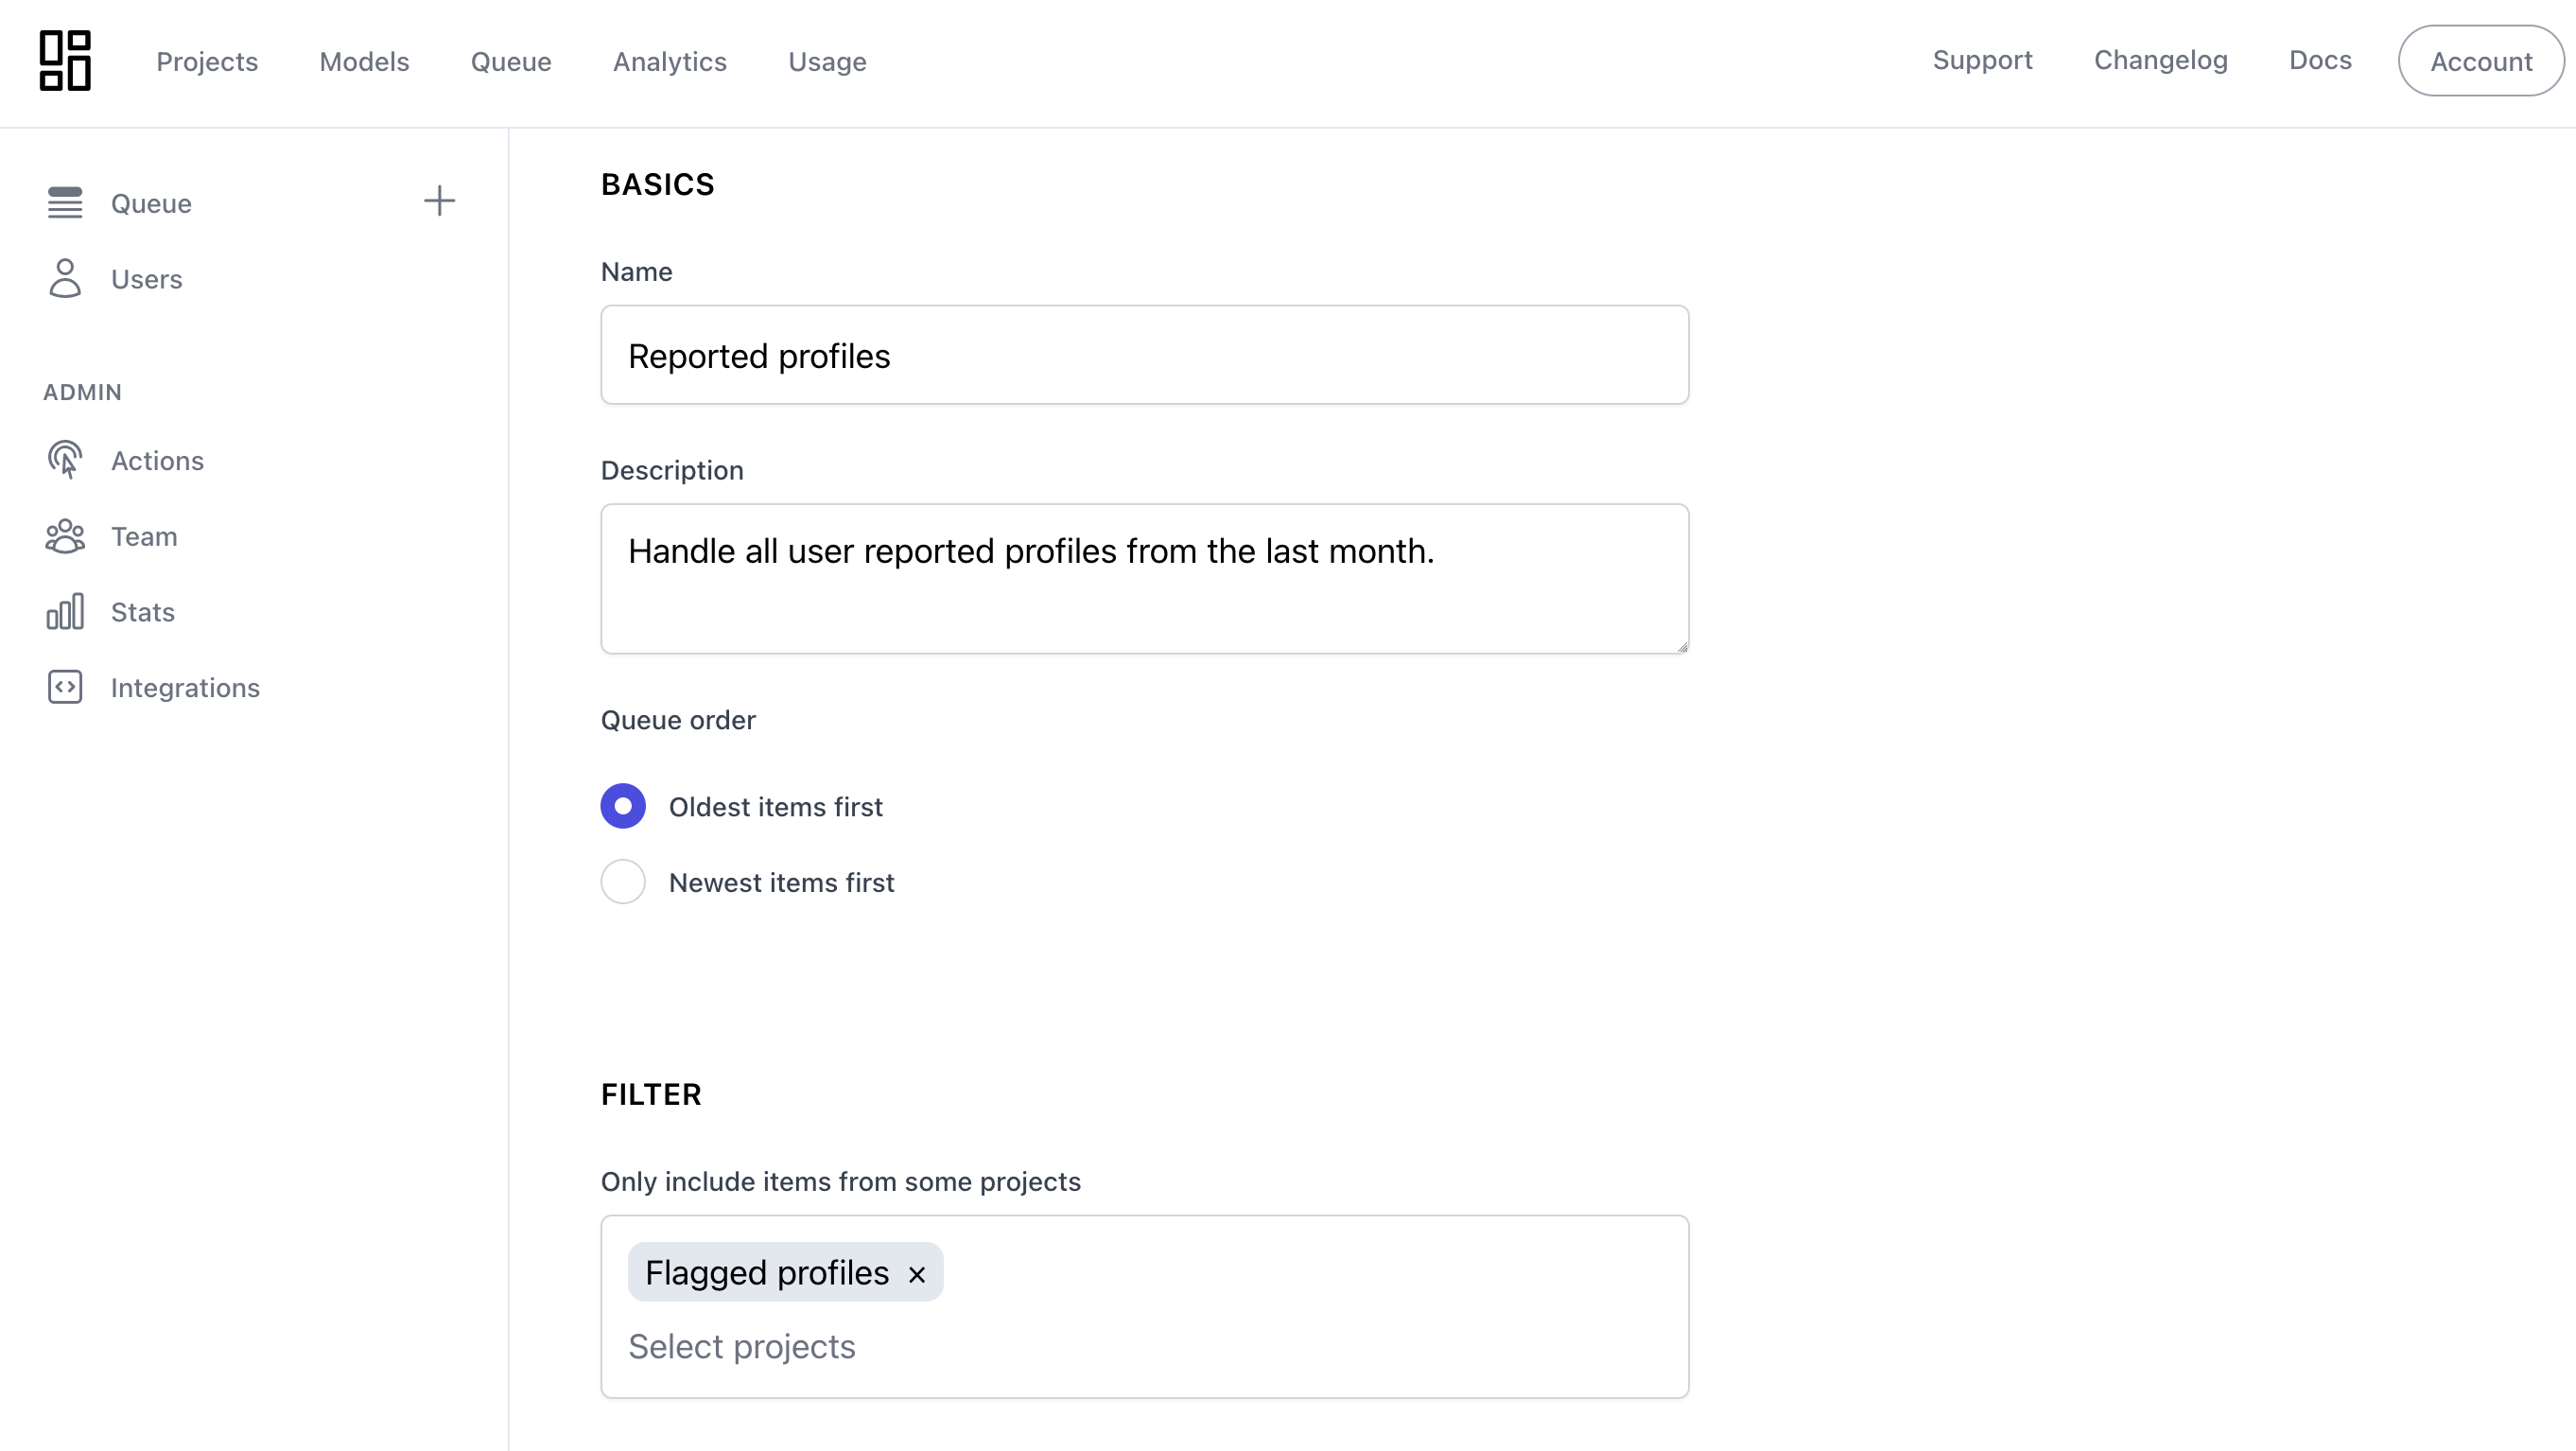 Projects Models Queue Analytics Usage Support Changelog Docs Account
Queue
Users
ADMIN
Actions
Team
Stats
Integrations
BASICS
Name
Reported profiles
Description
Handle all user reported profiles from the last month.
Queue order
Oldest items first
Newest items first
FILTER
Only include items from some projects
Flagged profiles ×
Select projects